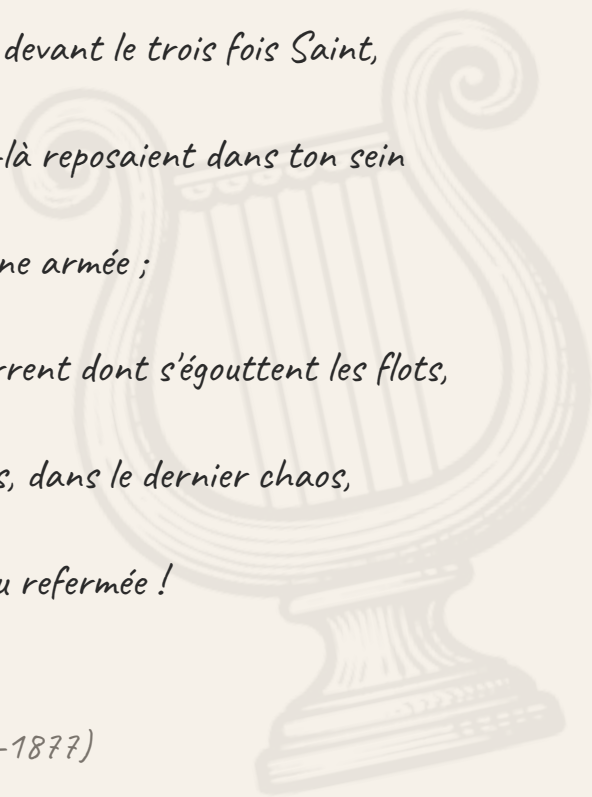 devant le trois fois Saint,
-là reposaient dans ton sein
ne armée ;
rrent dont s'égouttent les flots,
s, dans le dernier chaos,
u refermée !
-1877)